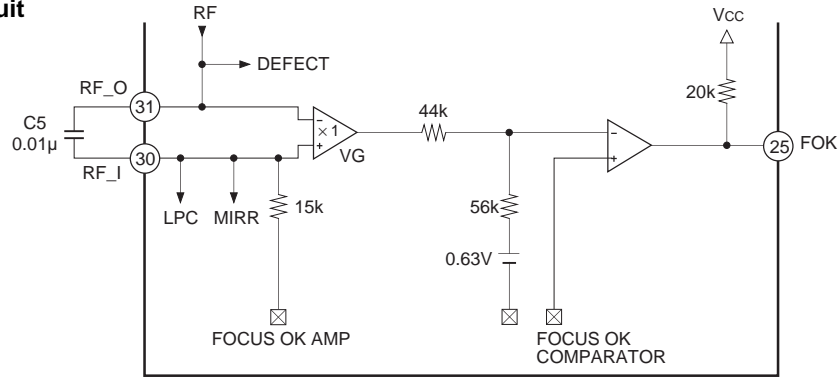 uit
RF
Vcc
DEFECT
RF_O
31
C5
0.01µ
30
RF_I
−
×1
+
VG
44k
20k
−
+
25
FOK
LPC
MIRR
15k
56k
0.63V
FOCUS OK AMP
FOCUS OK
COMPARATOR